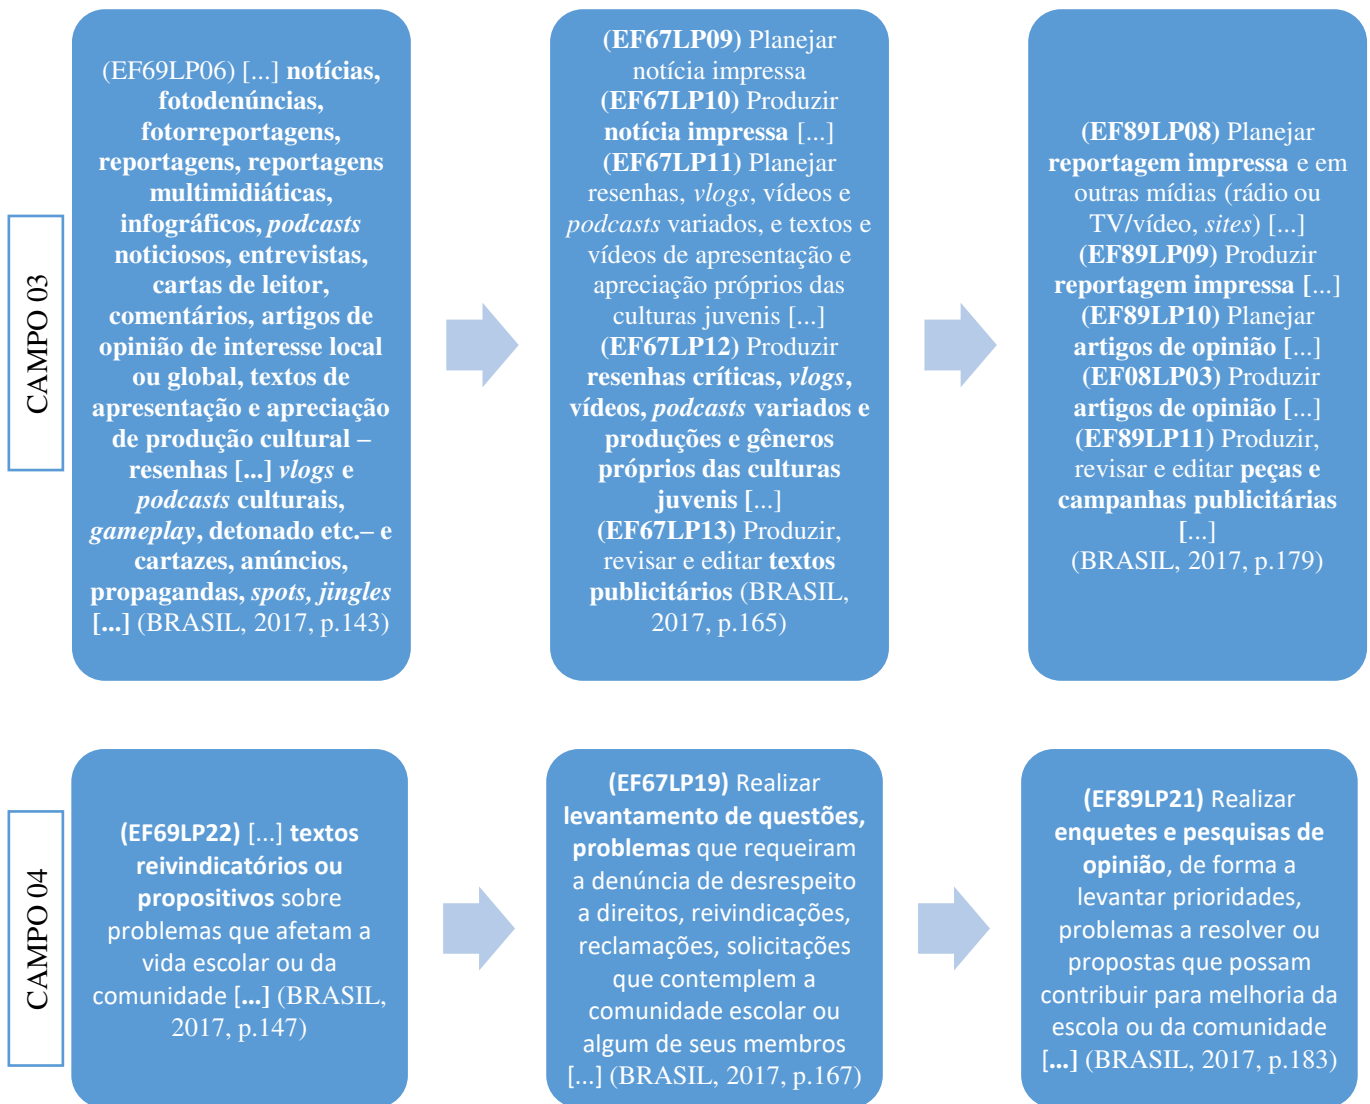 CAMPO 03
(EF69LP06) [...] notícias,
fotodenúncias,
fotorreportagens,
reportagens, reportagens
multimidiáticas,
infográficos, podcasts
noticiosos, entrevistas,
cartas de leitor,
comentários, artigos de
opinião de interesse local
ou global, textos de
apresentação e apreciação
de produção cultural –
resenhas [...] vlogs e
podcasts culturais,
gameplay, detonado etc.– e
cartazes, anúncios,
propagandas, spots, jingles
[...] (BRASIL, 2017, p.143)
(EF67LP09) Planejar
notícia impressa
(EF67LP10) Produzir
notícia impressa [...]
(EF67LP11) Planejar
resenhas, vlogs, vídeos e
podcasts variados, e textos e
vídeos de apresentação e
apreciação próprios das
culturas juvenis [...]
(EF67LP12) Produzir
resenhas críticas, vlogs,
vídeos, podcasts variados e
produções e gêneros
próprios das culturas
juvenis [...]
(EF67LP13) Produzir,
revisar e editar textos
publicitários (BRASIL,
2017, p.165)
(EF89LP08) Planejar
reportagem impressa e em
outras mídias (rádio ou
TV/vídeo, sites) [...]
(EF89LP09) Produzir
reportagem impressa [...]
(EF89LP10) Planejar
artigos de opinião [...]
(EF08LP03) Produzir
artigos de opinião [...]
(EF89LP11) Produzir,
revisar e editar peças e
campanhas publicitárias
[...]
(BRASIL, 2017, p.179)
CAMPO 04
(EF69LP22) [...] textos
reivindicatórios ou
propositivos sobre
problemas que afetam a
vida escolar ou da
comunidade [...] (BRASIL,
2017, p.147)
(EF67LP19) Realizar
levantamento de questões,
problemas que requeiram
a denúncia de desrespeito
a direitos, reivindicações,
reclamações, solicitações
que contemplem a
comunidade escolar ou
algum de seus membros
[...] (BRASIL, 2017, p.167)
(EF89LP21) Realizar
enquetes e pesquisas de
opinião, de forma a
levantar prioridades,
problemas a resolver ou
propostas que possam
contribuir para melhoria da
escola ou da comunidade
[...] (BRASIL, 2017, p.183)